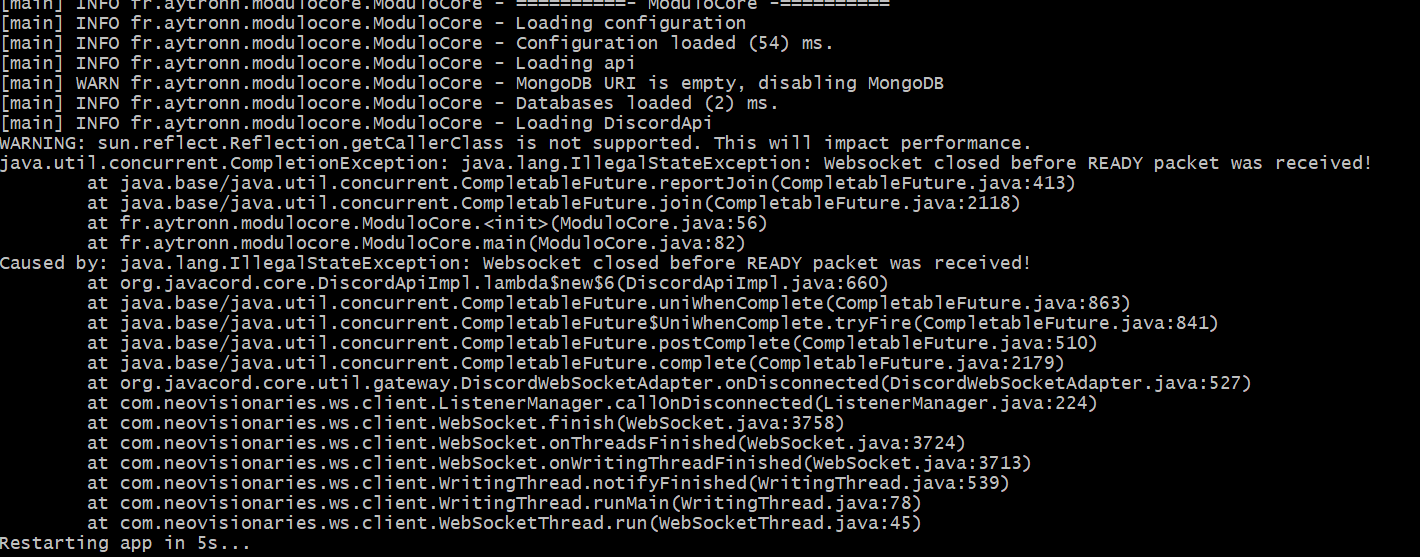 [main] INFO fr.aytronn.modulocore.ModuloCore - ==========- ModuloCore -==========
[main] INFO fr.aytronn.modulocore.ModuloCore - Loading configuration
[main] INFO fr.aytronn.modulocore.ModuloCore - Configuration loaded (54) ms.
[main] INFO fr.aytronn.modulocore.ModuloCore - Loading api
[main] WARN fr.aytronn.modulocore.ModuloCore - MongoDB URI is empty, disabling MongoDB
[main] INFO fr.aytronn.modulocore.ModuloCore - Databases loaded (2) ms.
[main] INFO fr.aytronn.modulocore.ModuloCore - Loading DiscordApi
WARNING: sun.reflect.Reflection.getCallerClass is not supported. This will impact performance.
java.util.concurrent.CompletionException: java.lang.IllegalStateException: Websocket closed before READY packet was received!
        at java.base/java.util.concurrent.CompletableFuture.reportJoin(CompletableFuture.java:413)
        at java.base/java.util.concurrent.CompletableFuture.join(CompletableFuture.java:2118)
        at fr.aytronn.modulocore.ModuloCore.<init>(ModuloCore.java:56)
        at fr.aytronn.modulocore.ModuloCore.main(ModuloCore.java:82)
Caused by: java.lang.IllegalStateException: Websocket closed before READY packet was received!
        at org.javacord.core.DiscordApiImpl.lambda$new$6(DiscordApiImpl.java:660)
        at java.base/java.util.concurrent.CompletableFuture.uniWhenComplete(CompletableFuture.java:863)
        at java.base/java.util.concurrent.CompletableFuture$UniWhenComplete.tryFire(CompletableFuture.java:841)
        at java.base/java.util.concurrent.CompletableFuture.postComplete(CompletableFuture.java:510)
        at java.base/java.util.concurrent.CompletableFuture.complete(CompletableFuture.java:2179)
        at org.javacord.core.util.gateway.DiscordWebSocketAdapter.onDisconnected(DiscordWebSocketAdapter.java:527)
        at com.neovisionaries.ws.client.ListenerManager.callOnDisconnected(ListenerManager.java:224)
        at com.neovisionaries.ws.client.WebSocket.finish(WebSocket.java:3758)
        at com.neovisionaries.ws.client.WebSocket.onThreadsFinished(WebSocket.java:3724)
        at com.neovisionaries.ws.client.WebSocket.onWritingThreadFinished(WebSocket.java:3713)
        at com.neovisionaries.ws.client.WritingThread.notifyFinished(WritingThread.java:539)
        at com.neovisionaries.ws.client.WritingThread.runMain(WritingThread.java:78)
        at com.neovisionaries.ws.client.WebSocketThread.run(WebSocketThread.java:45)
Restarting app in 5s...